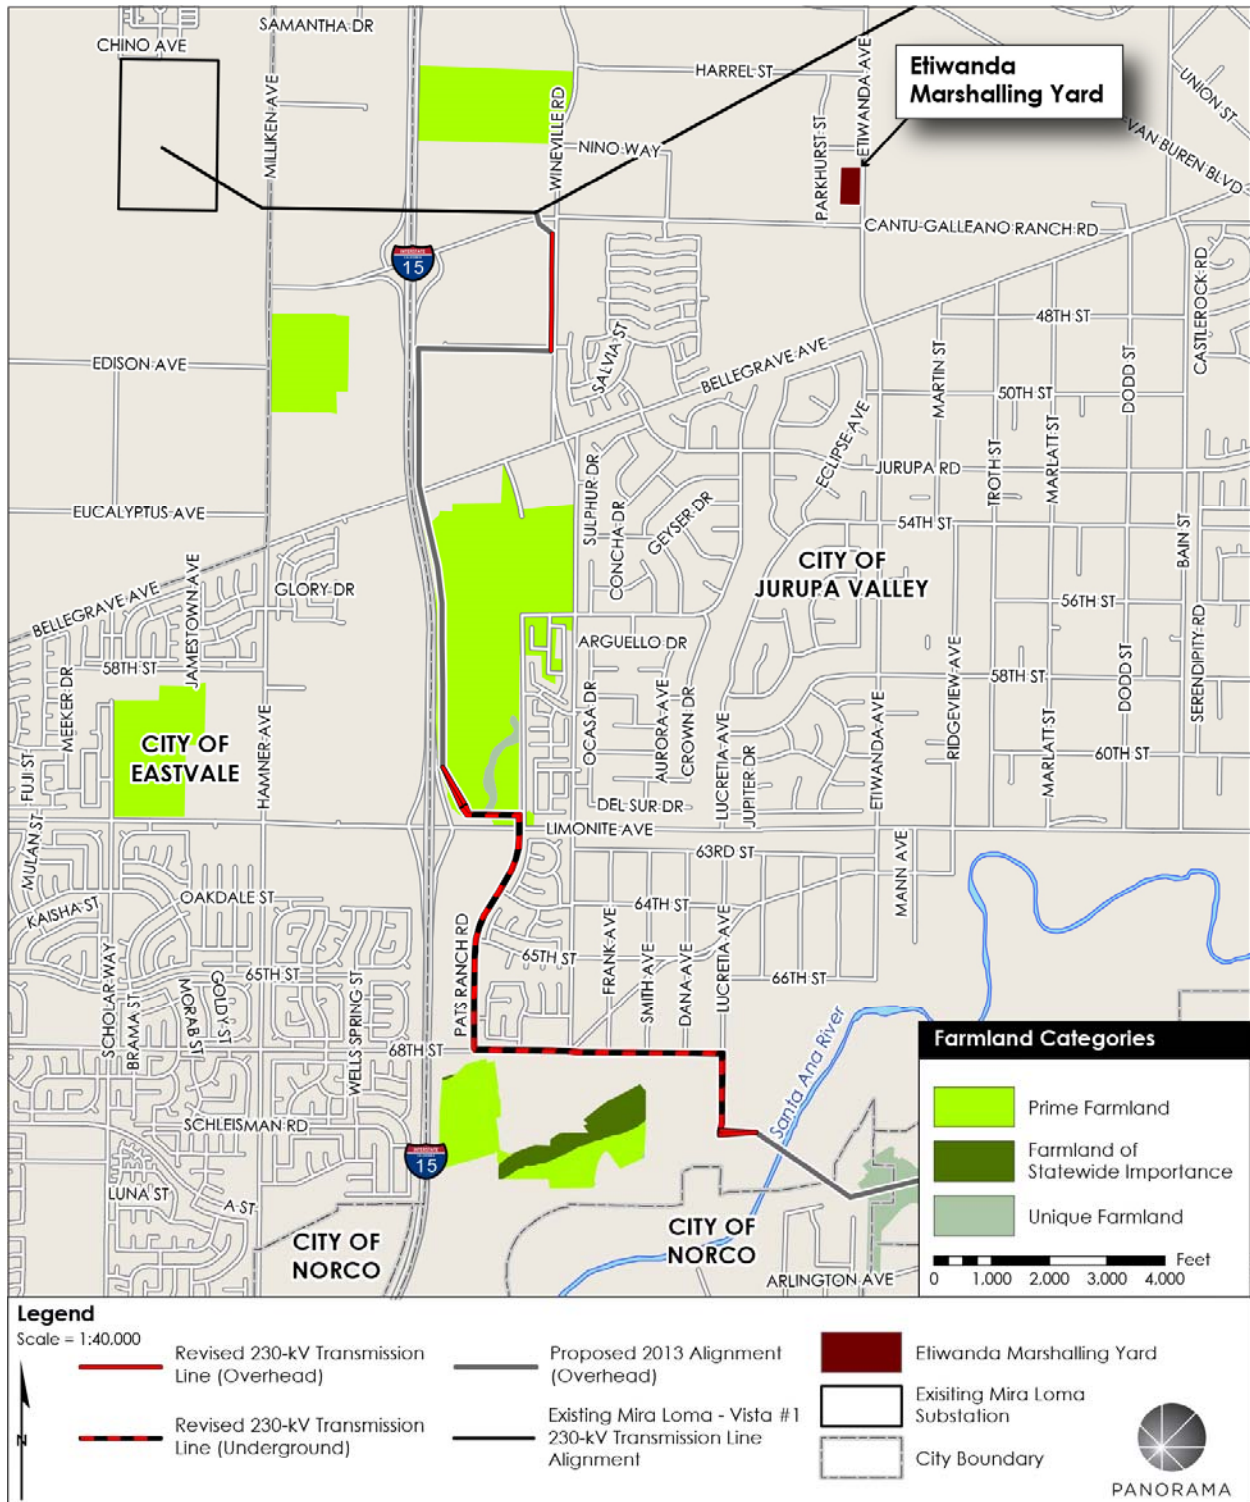 SAMANTHA DR
CHINO AVE
HARREL ST
Etiwanda
Marshalling Yard
MILLIKEN AVE
WINEVILLE RD
ETIWANDA AVE
UNION ST
VAN BUREN BLVD
PARKHURST ST
NINO WAY
CANTU-GALLEANO RANCH RD
INTERSTATE
15
CASTLEROCK RD
48TH ST
EDISON AVE
SALVIA ST
BELLEGRAVE AVE
MARTIN ST
DODD ST
50TH ST
ECLIPSE AVE
JURUPA RD
TROTH ST
MARLATT ST
EUCALYPTUS AVE
SULPHUR DR
CONCHA DR
GEYSER DR
54TH ST
BAIN ST
CITY OF
JURUPA VALLEY
JAMESTOWN AVE
GLORY DR
BELLEGRAVE AVE
56TH ST
ARGUELLO DR
58TH ST
MEEKER DR
RIDGEVIEW AVE
58TH ST
DODD ST
SERENDIPITY RD
CITY OF
EASTVALE
HAMNER AVE
OCASA DR
AURORA AVE
CROWN DR
LUCRETIA AVE
JUPITER DR
ETIWANDA AVE
MARLATT ST
60TH ST
FUJI ST
DEL SUR DR
LIMONITE AVE
MULAN ST
63RD ST
MANN AVE
KAISHA ST
OAKDALE ST
64TH ST
PATS RANCH RD
65TH ST
FRANK AVE
SMITH AVE
DANA AVE
LUCRETIA AVE
66TH ST
SCHOLAR WAY
BRAMA ST
MORAB ST
GOLDY ST
65TH ST
WELLS SPRING ST
68TH ST
Santa Ana River
SCHLEISMAN RD
INTERSTATE
15
LUNA ST
A ST
CITY OF
NORCO
CITY OF
NORCO
ARLINGTON AVE
Farmland Categories
Prime Farmland
Farmland of
Statewide Importance
Unique Farmland
Feet
0 1,000 2,000 3,000 4,000
Legend
Scale = 1:40,000
N
Revised 230-kV Transmission
Line (Overhead)
Revised 230-kV Transmission
Line (Underground)
Proposed 2013 Alignment
(Overhead)
Existing Mira Loma - Vista #1
230-kV Transmission Line
Alignment
Etiwanda Marshalling Yard
Exisiting Mira Loma
Substation
City Boundary
PANORAMA